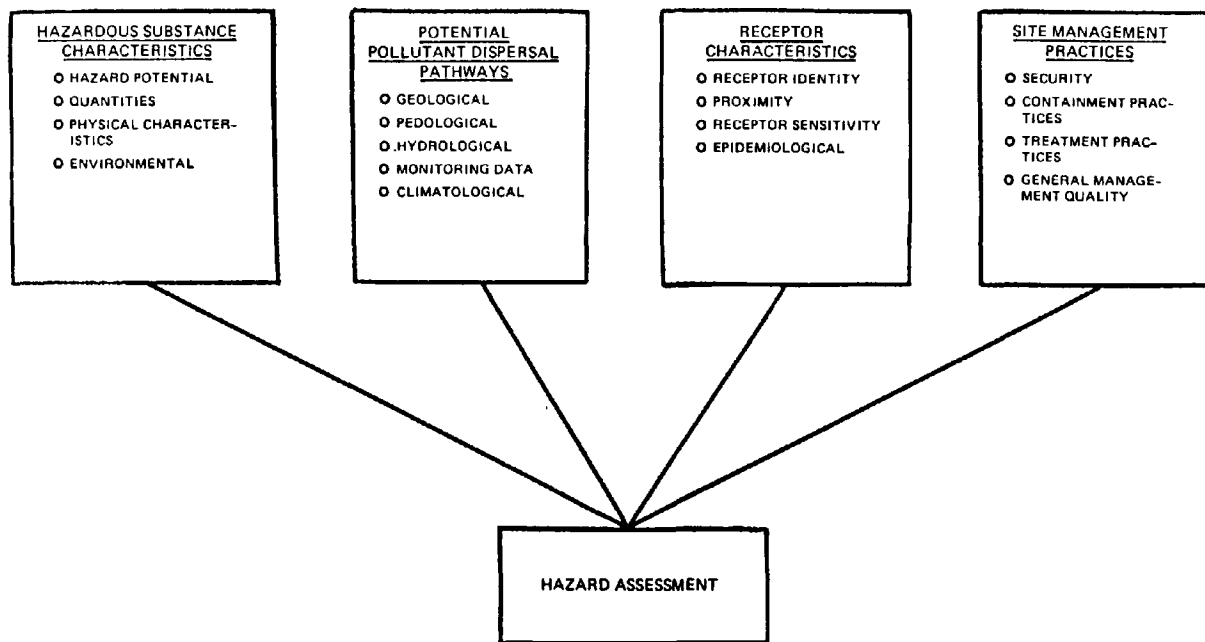 HAZARDOUS SUBSTANCE
CHARACTERISTICS
O HAZARD POTENTIAL
O QUANTITIES
O PHYSICAL CHARACTER-
ISTICS
O ENVIRONMENTAL
POTENTIAL
POLLUTANT DISPERSAL
PATHWAYS
O GEOLOGICAL
O PEDOLOGICAL
O .HYDROLOGICAL
O MONITORING DATA
O CLIMATOLOGICAL
RECEPTOR
CHARACTERISTICS
O RECEPTOR IDENTITY
O PROXIMITY
O RECEPTOR SENSITIVITY
O EPIDEMIOLOGICAL
SITE MANAGEMENT
PRACTICES
O SECURITY
O CONTAINMENT PRAC-
TICES
O TREATMENT PRAC-
TICES
O GENERAL MANAGE-
MENT QUALITY
HAZARD ASSESSMENT